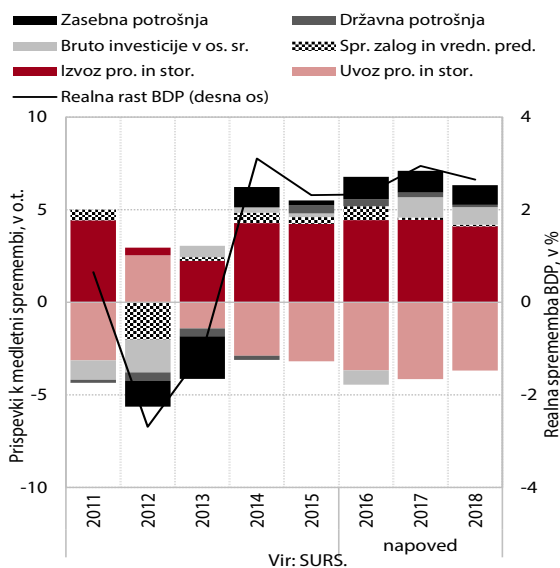 Zasebna potrošnja
Državna potrošnja
Bruto investicije v os. sr.
Spr. zalog in vredn. pred.
Izvoz pro. in stor.
Uvoz pro. in stor.
Realna rast BDP (desna os)
Prispevki k medletni spremembi, v o.t.
10
5
0
-5
-10
4
2
0
-2
-4
Realna sprememba BDP, v %
2011
2012
2013
2014
2015
2016
2017
2018
napoved
Vir: SURS.